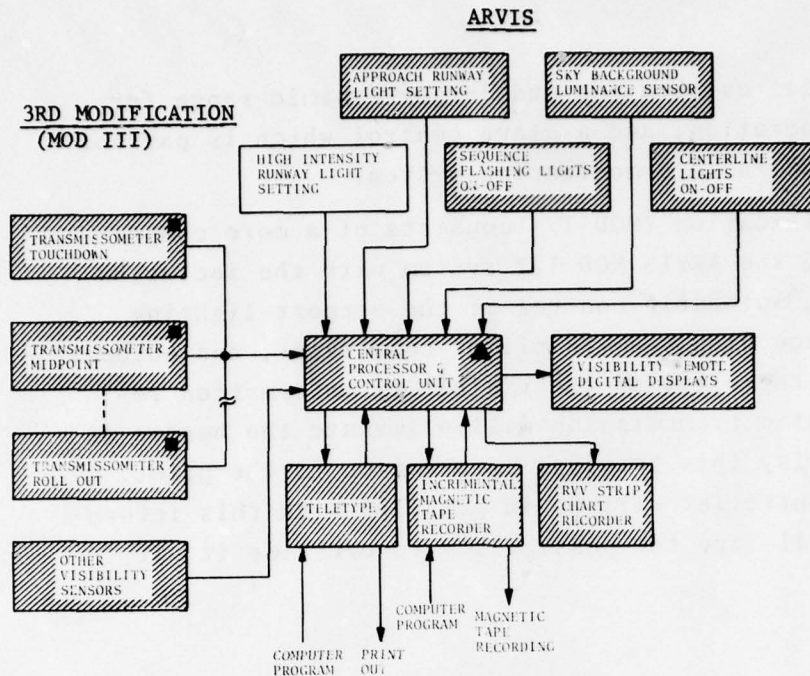 ARVIS
3RD MODIFICATION
(MOD III)
APPROACH RUNWAY
LIGHT SETTING
SKY BACKGROUND
LUMINANCE SENSOR
HIGH INTENSITY
RUNWAY LIGHT
SETTING
SEQUENCE
FLASHING LIGHTS
ON-OFF
CENTERLINE
LIGHTS
ON-OFF
TRANSMISSOMETER
TOUCHDOWN
TRANSMISSOMETER
MIDPOINT
TRANSMISSOMETER
ROLL OUT
OTHER
VISIBILITY
SENSORS
CENTRAL
PROCESSOR &
CONTROL UNIT
VISIBILITY REMOTE
DIGITAL DISPLAYS
TELETYPE
INCREMENTAL
MAGNETIC
TAPE
RECORDER
RVV STRIP
CHART
RECORDER
COMPUTER
PROGRAM
PRINT
OUT
COMPUTER
PROGRAM
MAGNETIC
TAPE
RECORDING